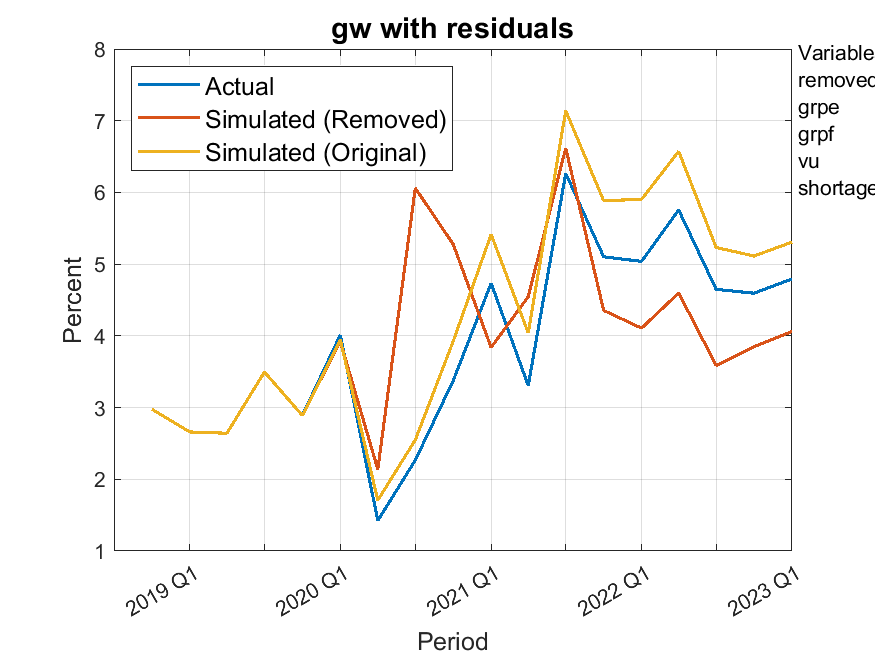 gw with residuals
Actual
Simulated (Removed)
Simulated (Original)
Variable
removed
grpe
grpf
vu
shortage
8
7
6
5
4
3
2
1
Percent
2019 Q1
2020 Q1
2021 Q1
2022 Q1
2023 Q1
Period